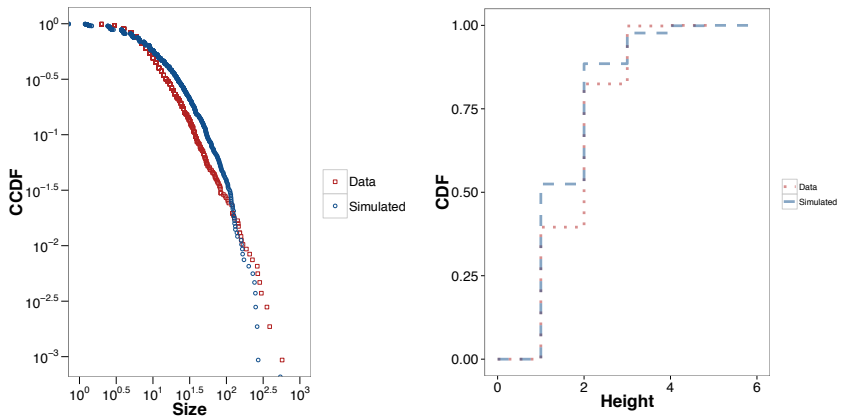 10^0
10^-0.5
10^-1
10^-1.5
10^-2
10^-2.5
10^-3
CCDF
10^0 10^0.5 10^1 10^1.5 10^2 10^2.5 10^3
Size
Data
Simulated
1.00
0.75
0.50
0.25
0.00
CDF
0 2 4 6
Height
Data
Simulated